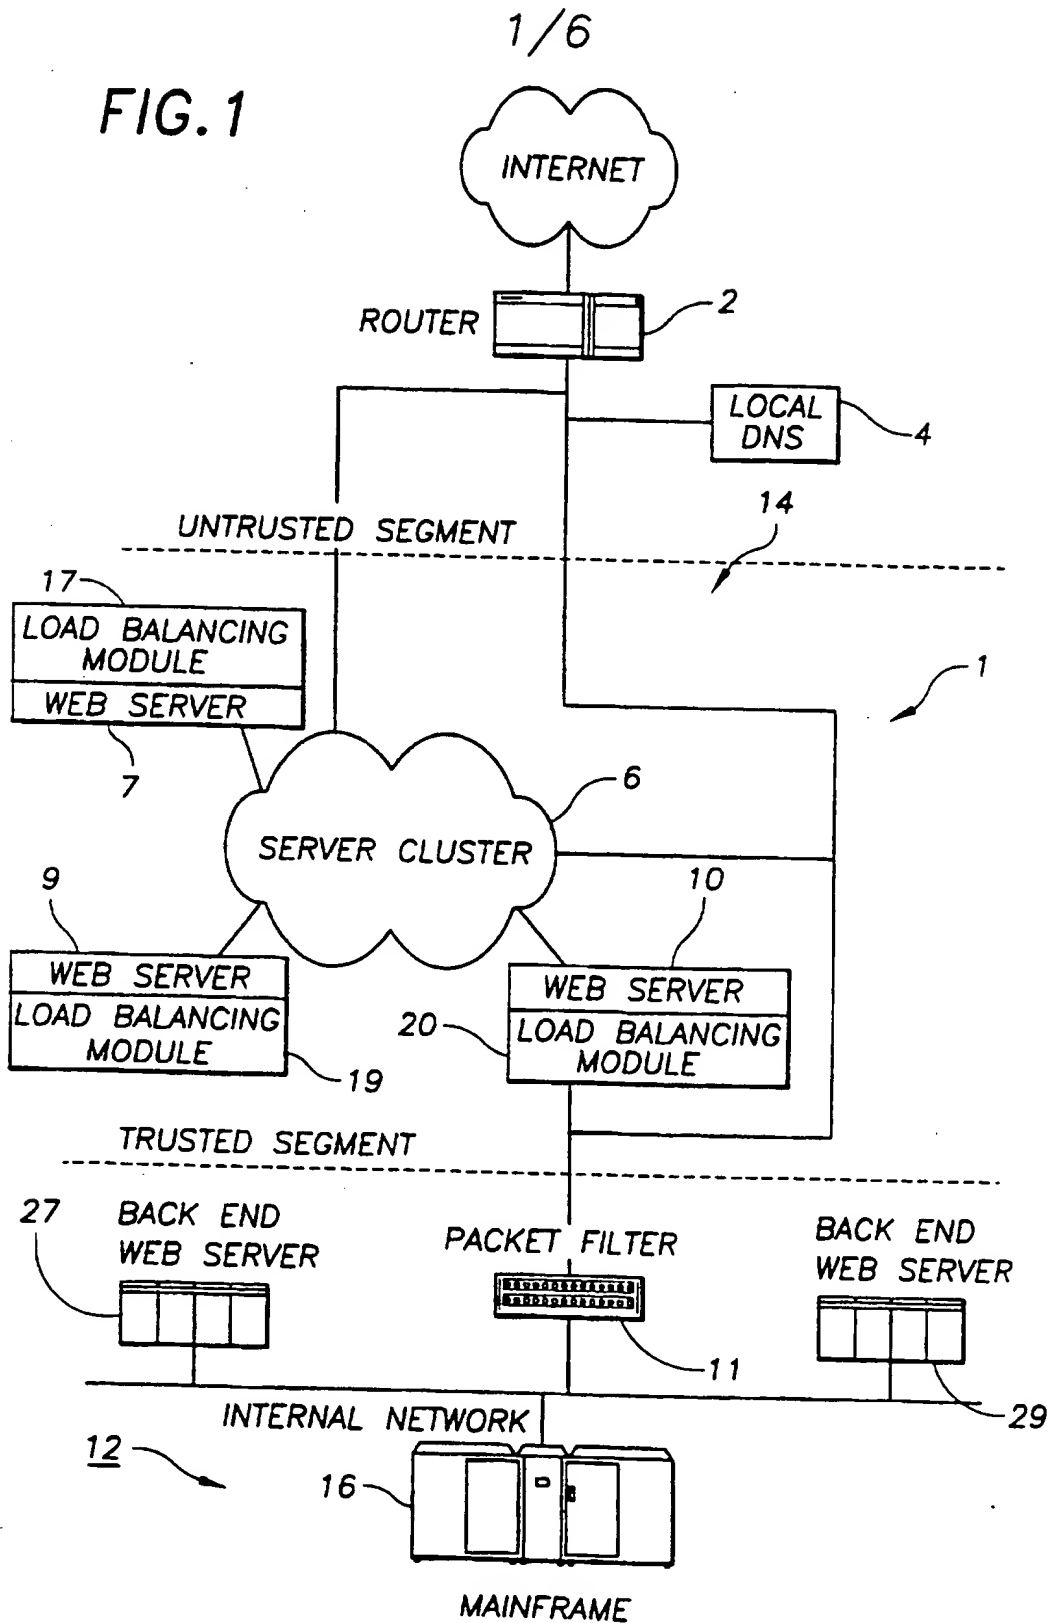 1/6
FIG. 1
INTERNET
ROUTER
2
LOCAL
DNS
4
14
UNTRUSTED SEGMENT
17
LOAD BALANCING
MODULE
WEB SERVER
7
1
6
SERVER CLUSTER
9
10
WEB SERVER
LOAD BALANCING
MODULE
19
WEB SERVER
20
LOAD BALANCING
MODULE
TRUSTED SEGMENT
27
BACK END
WEB SERVER
PACKET FILTER
BACK END
WEB SERVER
11
29
INTERNAL NETWORK
12
16
MAINFRAME